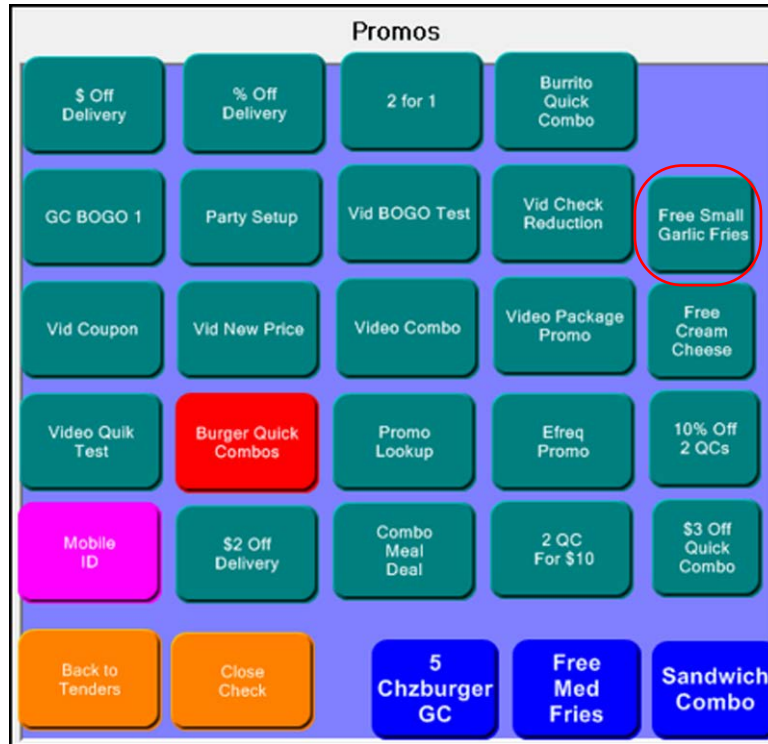 Promos
$ Off
Delivery
% Off
Delivery
2 for 1
Burrito
Quick
Combo
GC BOGO 1
Party Setup
Vid BOGO Test
Vid Check
Reduction
Free Small
Garlic Fries
Vid Coupon
Vid New Price
Video Combo
Video Package
Promo
Free
Cream
Cheese
Video Quik
Test
Burger Quick
Combos
Promo
Lookup
Efreq
Promo
10% Off
2 QCs
Mobile
ID
$2 Off
Delivery
Combo
Meal
Deal
2 QC
For $10
$3 Off
Quick
Combo
Back to
Tenders
Close
Check
5
Chzburger
GC
Free
Med
Fries
Sandwich
Combo